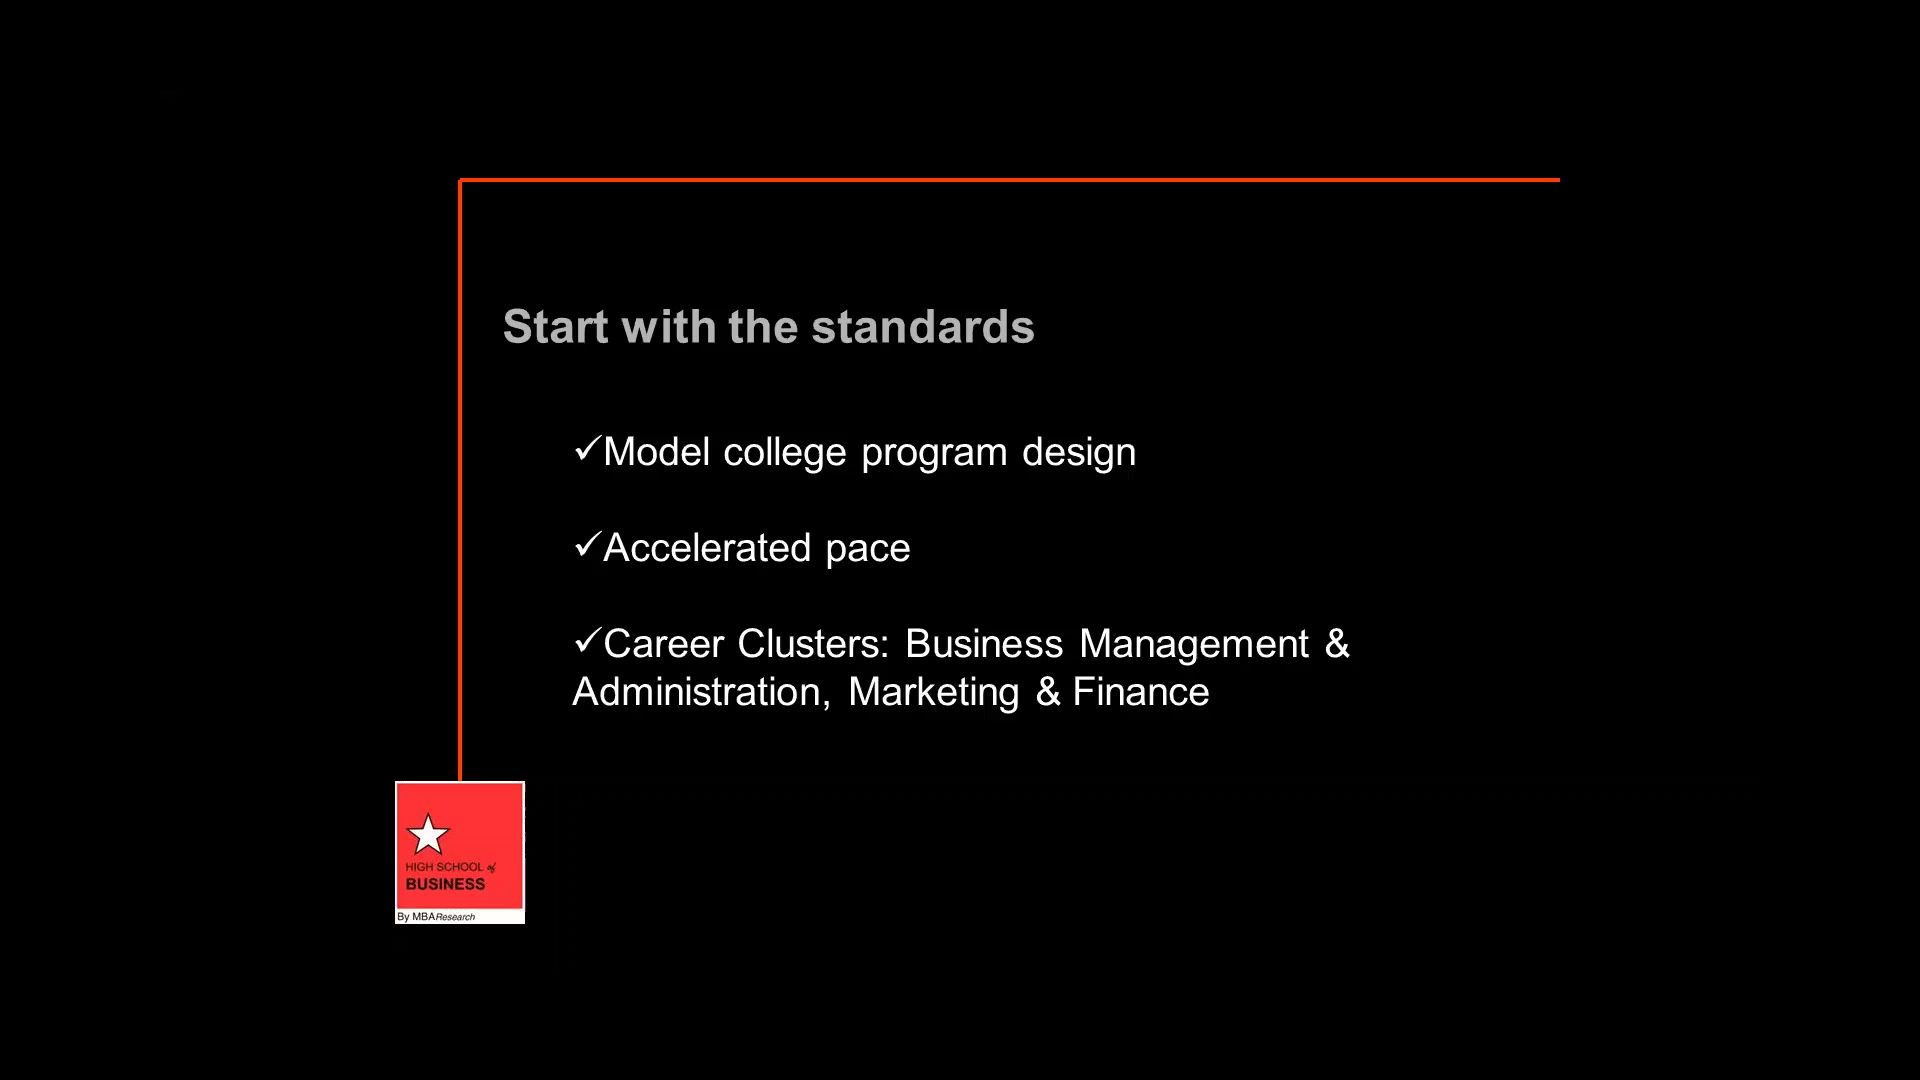 Start with the standards
✓Model college program design
✓Accelerated pace
✓Career Clusters: Business Management &
Administration, Marketing & Finance
HIGH SCHOOL of
BUSINESS
By MBAResearch